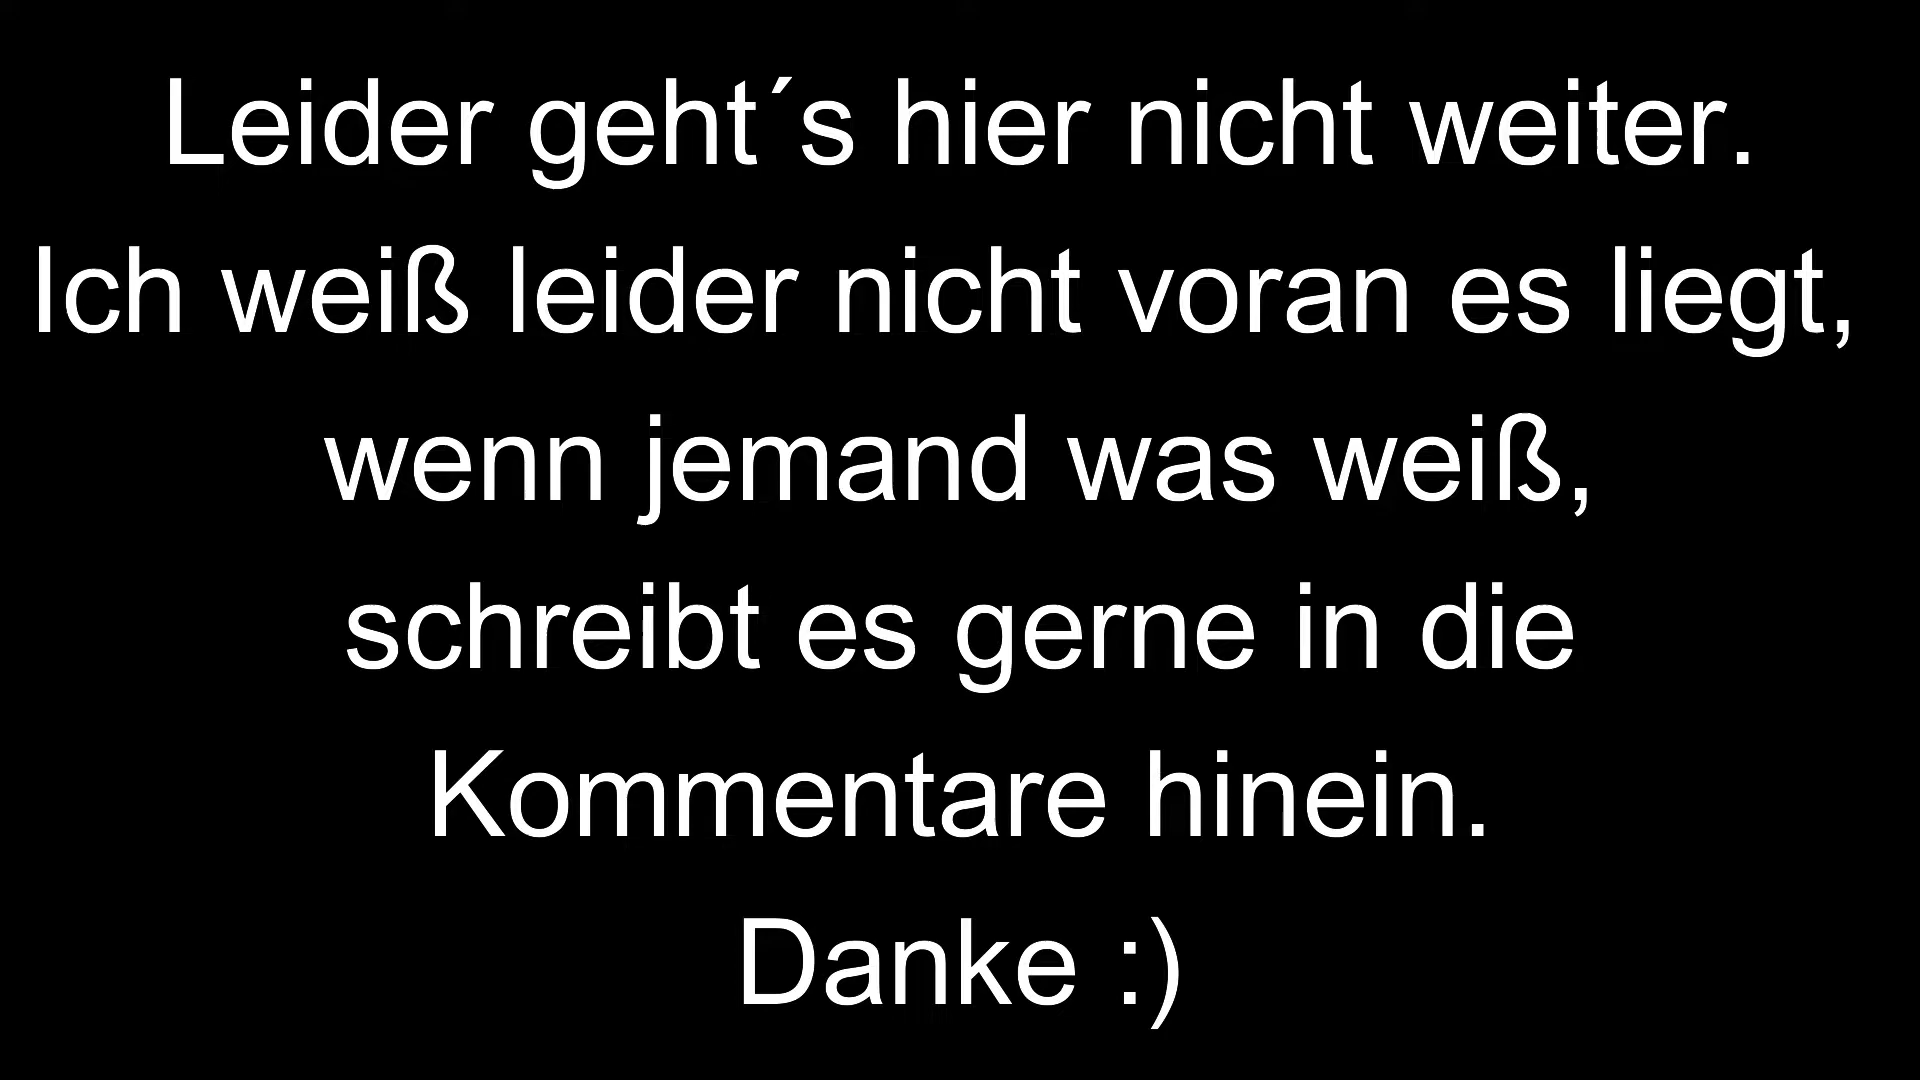 Leider geht´s hier nicht weiter.
Ich weiß leider nicht voran es liegt,
wenn jemand was weiß,
schreibt es gerne in die
Kommentare hinein.
Danke :)